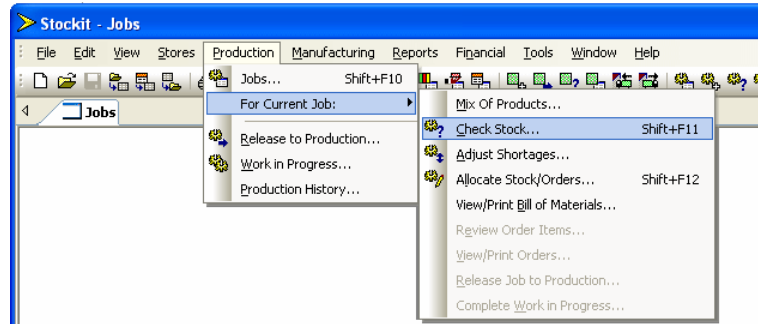 Stockit - Jobs
File Edit View Stores Production Manufacturing Reports Financial Tools Window Help
Jobs
Jobs... Shift+F10
For Current Job:
Release to Production...
Work in Progress...
Production History...
Mix Of Products...
Check Stock... Shift+F11
Adjust Shortages...
Allocate Stock/Orders... Shift+F12
View/Print Bill of Materials...
Review Order Items...
View/Print Orders...
Release Job to Production...
Complete Work in Progress...